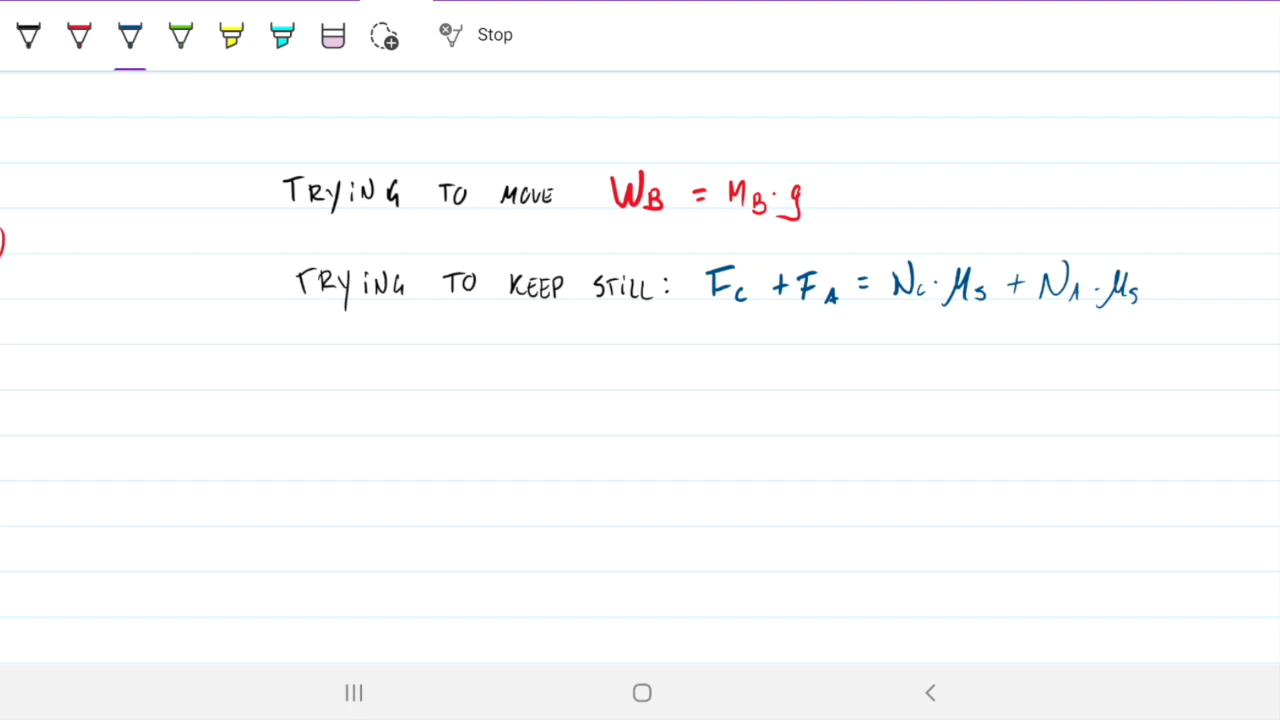 Stop
TRYING TO MOVE W_B = M_B · g
TRYING TO KEEP STILL: F_C + F_A = N_C · μ_S + N_A · μ_S